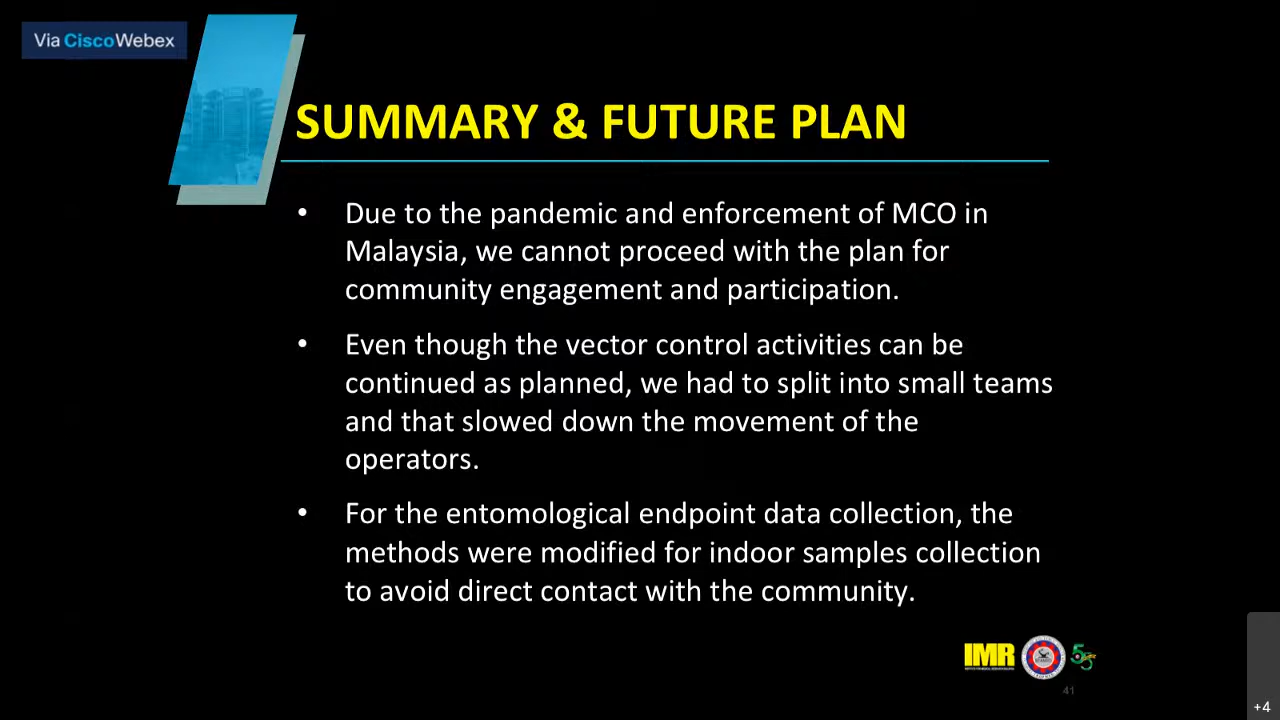 Via CiscoWebex
SUMMARY & FUTURE PLAN
• Due to the pandemic and enforcement of MCO in
Malaysia, we cannot proceed with the plan for
community engagement and participation.
• Even though the vector control activities can be
continued as planned, we had to split into small teams
and that slowed down the movement of the
operators.
• For the entomological endpoint data collection, the
methods were modified for indoor samples collection
to avoid direct contact with the community.
IMR
41
+4